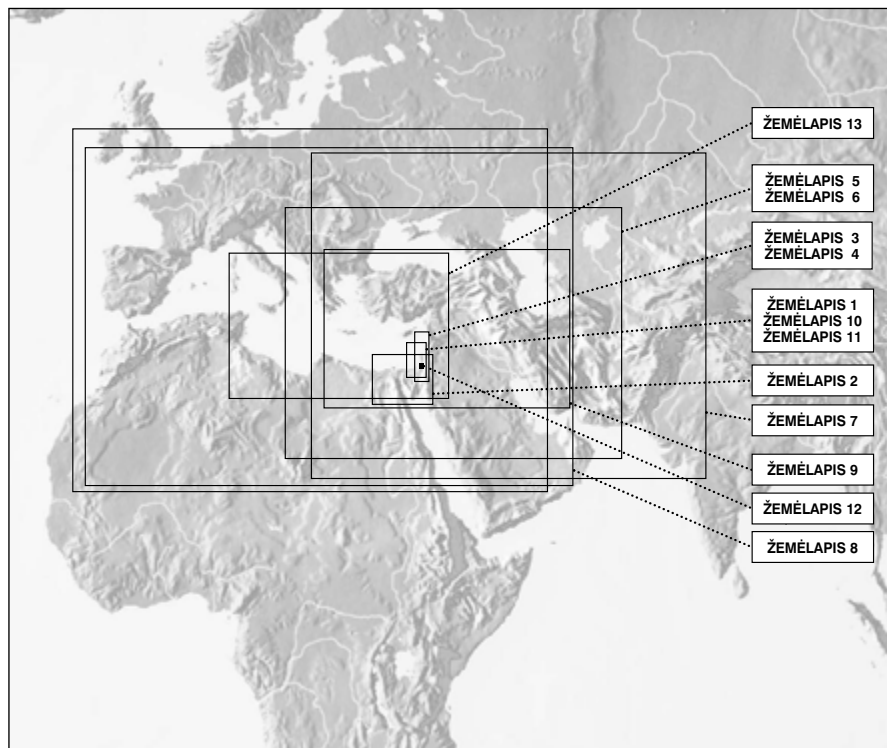 ŽEMĖLAPIS 13
ŽEMĖLAPIS 5
ŽEMĖLAPIS 6
ŽEMĖLAPIS 3
ŽEMĖLAPIS 4
ŽEMĖLAPIS 1
ŽEMĖLAPIS 10
ŽEMĖLAPIS 11
ŽEMĖLAPIS 2
ŽEMĖLAPIS 7
ŽEMĖLAPIS 9
ŽEMĖLAPIS 12
ŽEMĖLAPIS 8